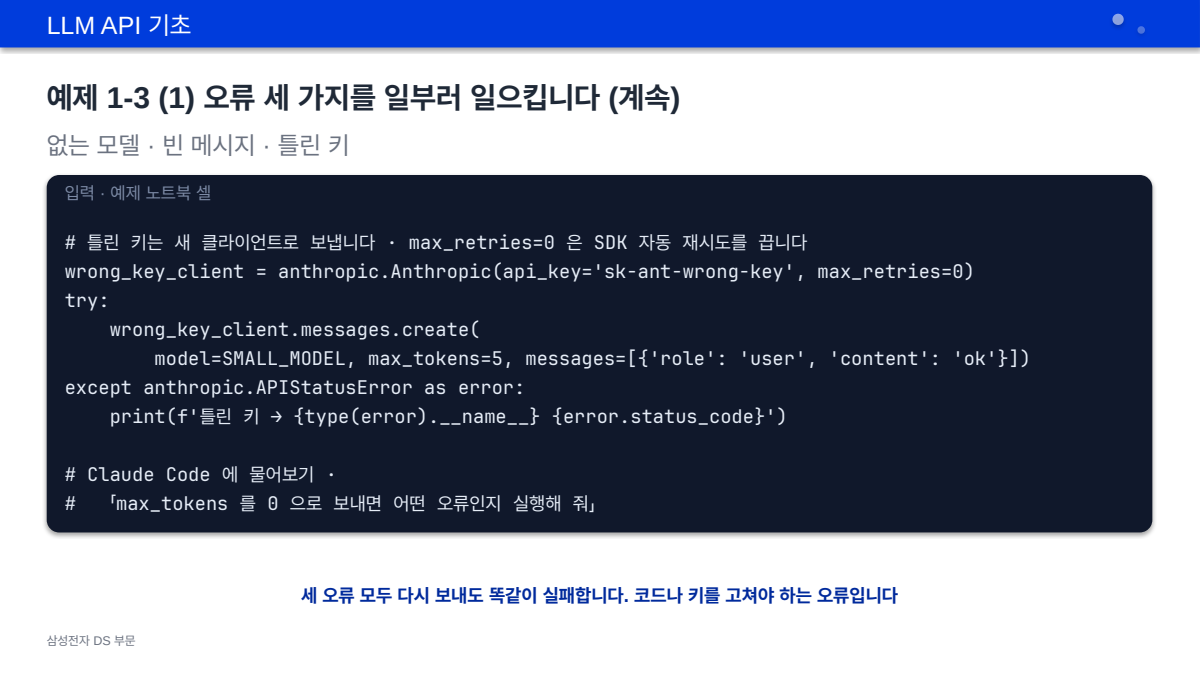 LLM API 기초
예제 1-3 (1) 오류 세 가지를 일부러 일으킵니다 (계속)
없는 모델 · 빈 메시지 · 틀린 키
입력 · 예제 노트북 셀
# 틀린 키는 새 클라이언트로 보냅니다 · max_retries=0 은 SDK 자동 재시도를 끕니다
wrong_key_client = anthropic.Anthropic(api_key='sk-ant-wrong-key', max_retries=0)
try:
    wrong_key_client.messages.create(
        model=SMALL_MODEL, max_tokens=5, messages=[{'role': 'user', 'content': 'ok'}])
except anthropic.APIStatusError as error:
    print(f'틀린 키 → {type(error).__name__} {error.status_code}')
# Claude Code 에 물어보기 ·
#   「max_tokens 를 0 으로 보내면 어떤 오류인지 실행해 줘」
세 오류 모두 다시 보내도 똑같이 실패합니다. 코드나 키를 고쳐야 하는 오류입니다
삼성전자 DS 부문